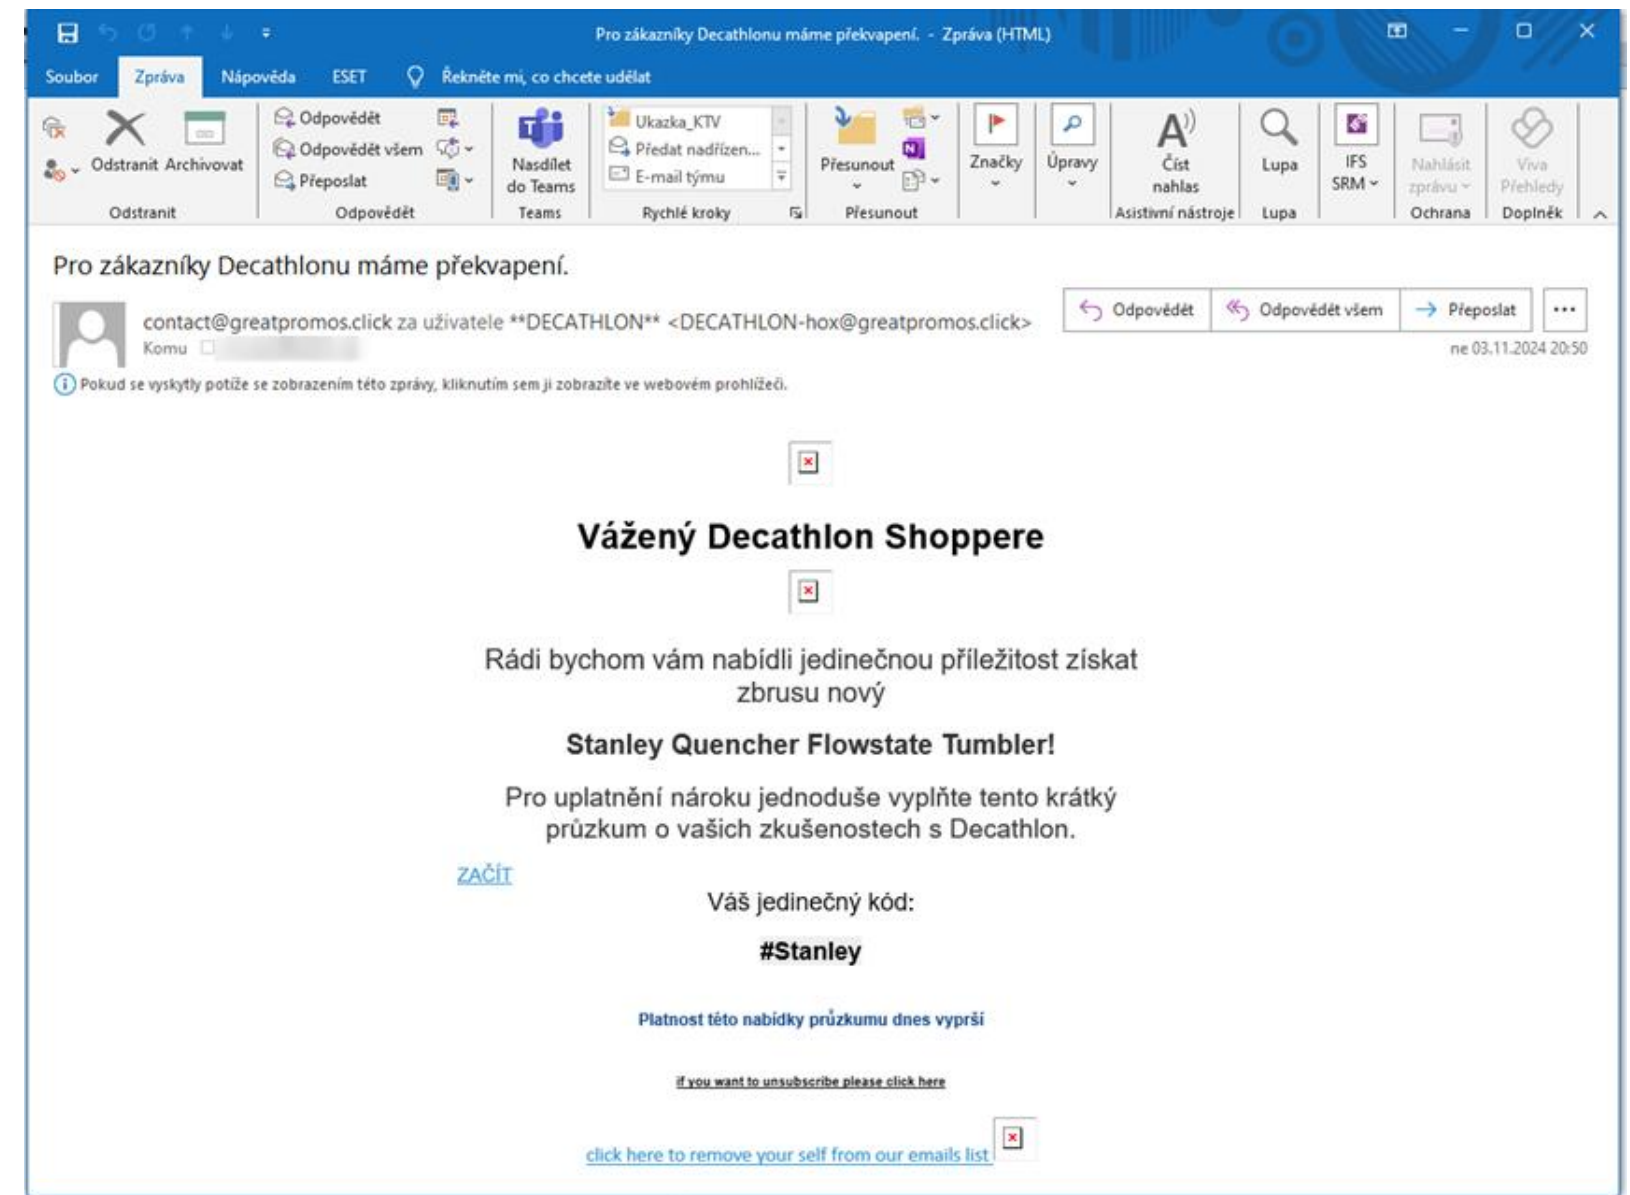 Pro zákazníky Decathlonu máme překvapení. - Zpráva (HTML)
Soubor Zpráva Nápověda ESET Řekněte mi, co chcete udělat
Odstranit Archivovat
Odstranit
Odpovědět
Odpovědět všem
Přeposlat
Odpovědět
Nasdílet
do Teams
Teams
Ukazka_KTV
Předat nadřízen...
E-mail týmu
Rychlé kroky
Přesunout
Přesunout
Značky
Úpravy
Číst
nahlas
Asistivní nástroje
Lupa
Lupa
IFS
SRM
Nahlásit
zprávu
Ochrana
Viva
Přehledy
Doplněk
Pro zákazníky Decathlonu máme překvapení.
contact@greatpromos.click za uživatele **DECATHLON** <DECATHLON-hox@greatpromos.click>
Komu
Odpovědět Odpovědět všem Přeposlat ...
ne 03.11.2024 20:50
Pokud se vyskytly potíže se zobrazením této zprávy, kliknutím sem ji zobrazíte ve webovém prohlížeči.
Vážený Decathlon Shoppere
Rádi bychom vám nabídli jedinečnou příležitost získat
zbrusu nový
Stanley Quencher Flowstate Tumbler!
Pro uplatnění nároku jednoduše vyplňte tento krátký
průzkum o vašich zkušenostech s Decathlon.
ZAČÍT
Váš jedinečný kód:
#Stanley
Platnost této nabídky průzkumu dnes vyprší
if you want to unsubscribe please click here
click here to remove your self from our emails list